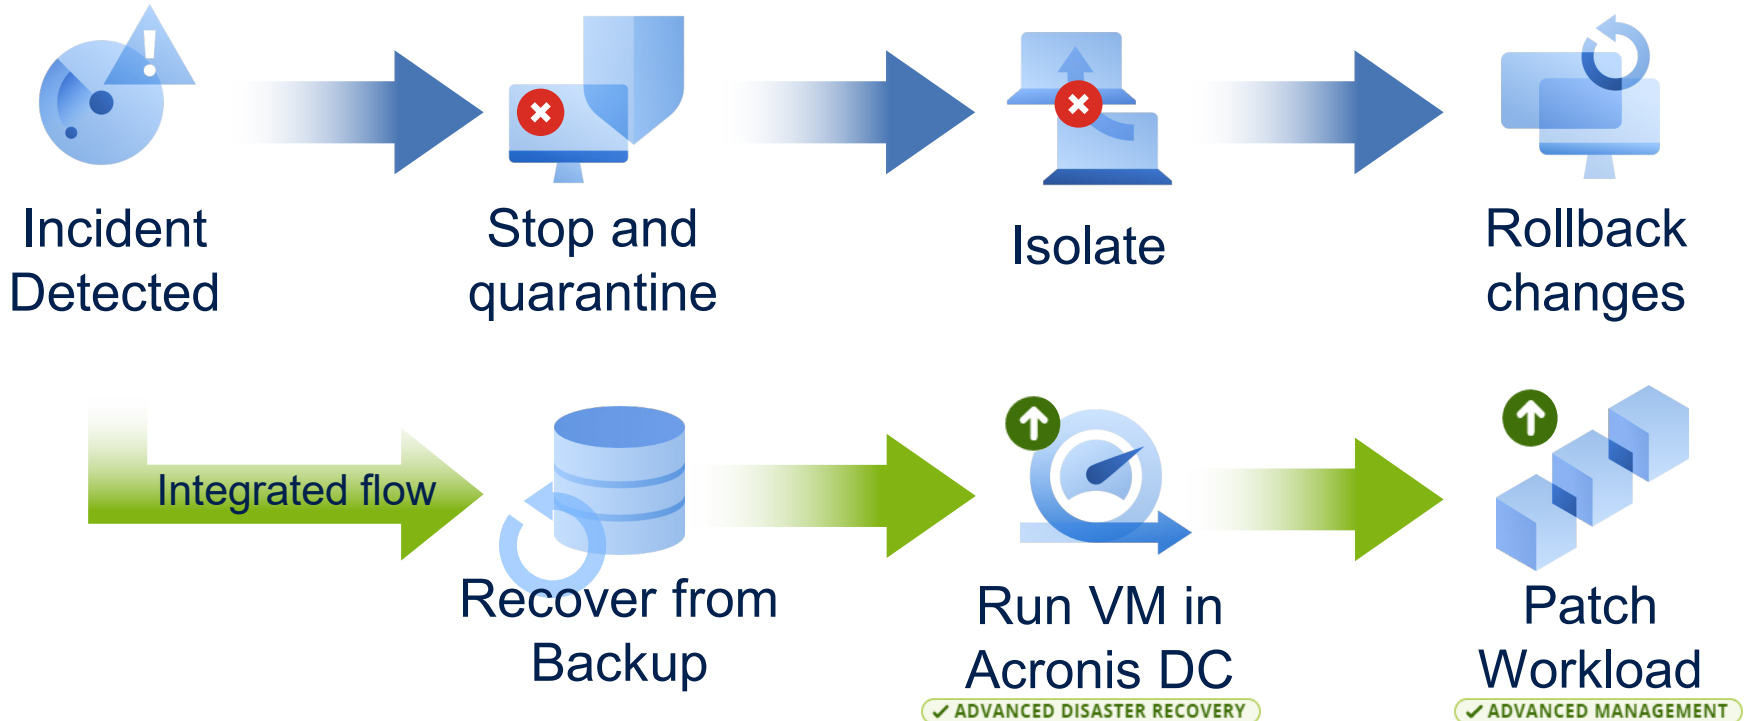 Incident
Detected
Stop and
quarantine
Isolate
Rollback
changes
Integrated flow
Recover from
Backup
Run VM in
Acronis DC
ADVANCED DISASTER RECOVERY
Patch
Workload
ADVANCED MANAGEMENT